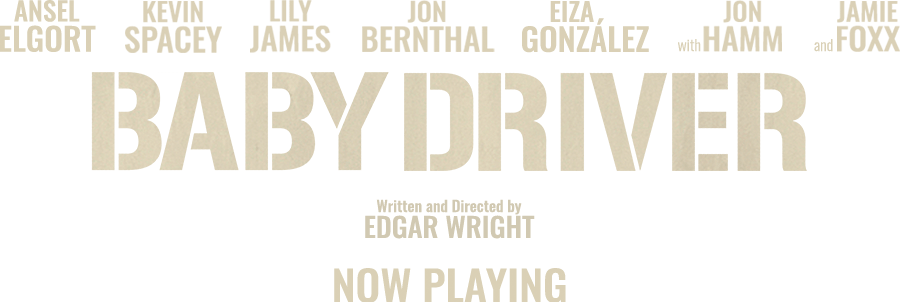 ANSEL ELGORT KEVIN SPACEY LILY JAMES JON BERNTHAL EIZA GONZÁLEZ with JON HAMM and JAMIE FOXX
BABY DRIVER
Written and Directed by
EDGAR WRIGHT
NOW PLAYING